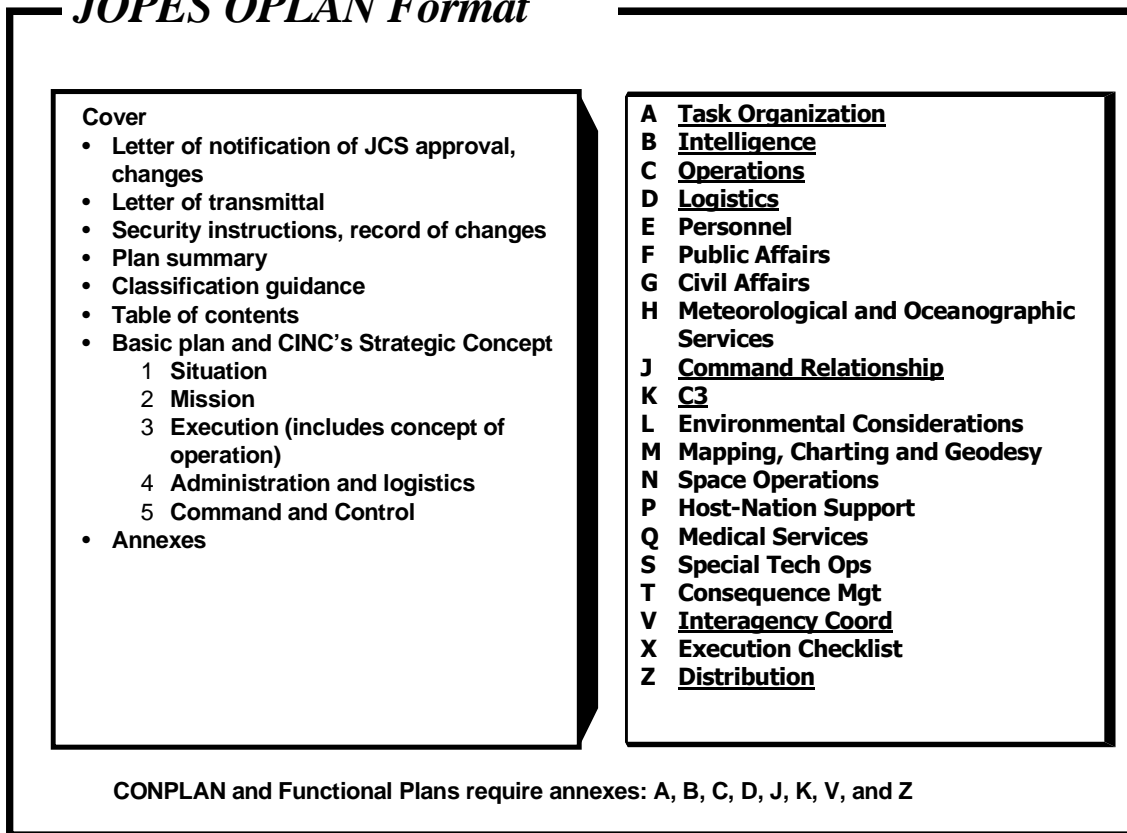 JOPES OPLAN Format
Cover
• Letter of notification of JCS approval,
changes
• Letter of transmittal
• Security instructions, record of changes
• Plan summary
• Classification guidance
• Table of contents
• Basic plan and CINC’s Strategic Concept
1 Situation
2 Mission
3 Execution (includes concept of
operation)
4 Administration and logistics
5 Command and Control
• Annexes
A Task Organization
B Intelligence
C Operations
D Logistics
E Personnel
F Public Affairs
G Civil Affairs
H Meteorological and Oceanographic
Services
J Command Relationship
K C3
L Environmental Considerations
M Mapping, Charting and Geodesy
N Space Operations
P Host-Nation Support
Q Medical Services
S Special Tech Ops
T Consequence Mgt
V Interagency Coord
X Execution Checklist
Z Distribution
CONPLAN and Functional Plans require annexes: A, B, C, D, J, K, V, and Z